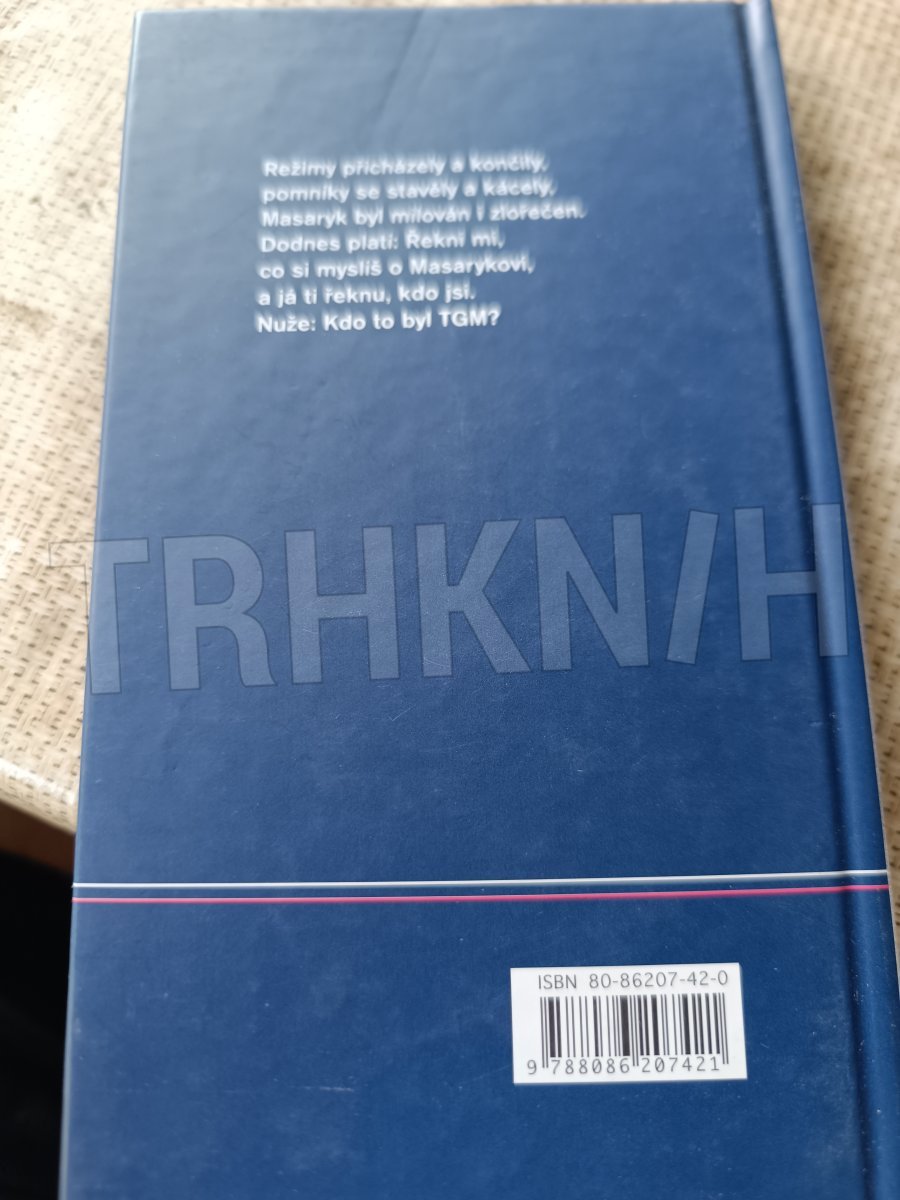 Režimy přicházely a končily,
pomníky se stavěly a kácely,
Masaryk byl milován i zlořečen.
Dodnes platí: Řekni mi,
co si myslíš o Masarykovi,
a já ti řeknu, kdo jsi.
Nuže: Kdo to byl TGM?
TRHKNIH
ISBN 80-86207-42-0
9 788086 207421